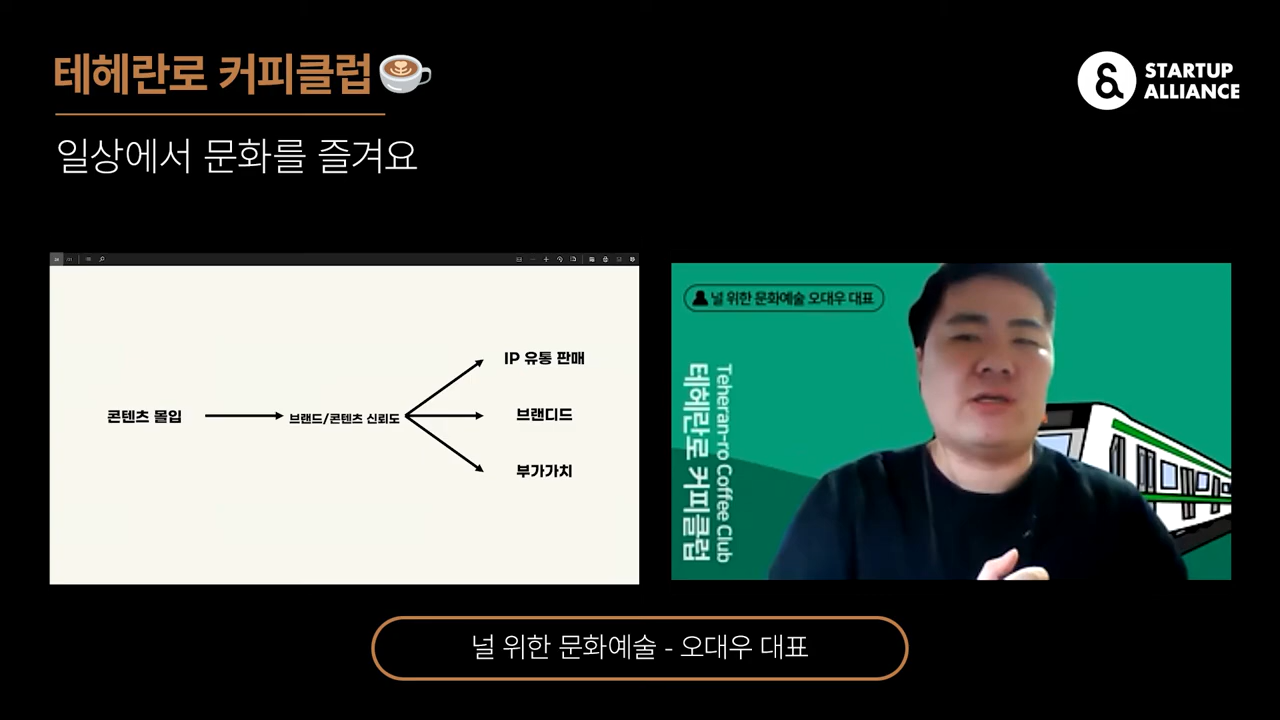 테헤란로 커피클럽
STARTUP
ALLIANCE
일상에서 문화를 즐겨요
콘텐츠 몰입
브랜드/콘텐츠 신뢰도
IP 유통 판매
브랜디드
부가가치
널 위한 문화예술 오대우 대표
Teheran-ro Coffee Club
테헤란로 커피클럽
널 위한 문화예술 - 오대우 대표